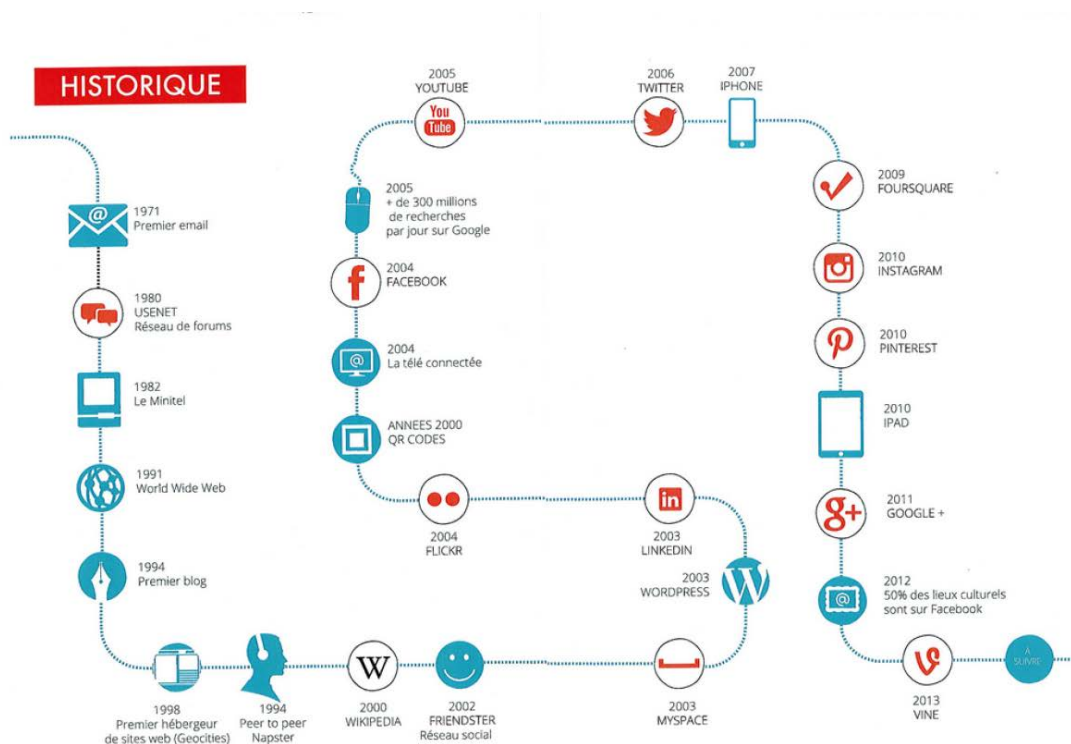 HISTORIQUE
1971
Premier email
1980
USENET
Réseau de forums
1982
Le Minitel
1991
World Wide Web
1994
Premier blog
1998
Premier hébergeur
de sites web (Geocities)
1994
Peer to peer
Napster
W
2000
WIKIPEDIA
2002
FRIENDSTER
Réseau social
2003
MYSPACE
2003
WORDPRESS
in
2003
LINKEDIN
2004
FLICKR
ANNEES 2000
QR CODES
@
2004
La télé connectée
f
2004
FACEBOOK
2005
+ de 300 millions
de recherches
par jour sur Google
2005
YOUTUBE
You
Tube
2006
TWITTER
2007
IPHONE
2009
FOURSQUARE
2010
INSTAGRAM
2010
PINTEREST
2010
IPAD
g+
2011
GOOGLE +
@
2012
50% des lieux culturels
sont sur Facebook
2013
VINE
A
SUIVRE